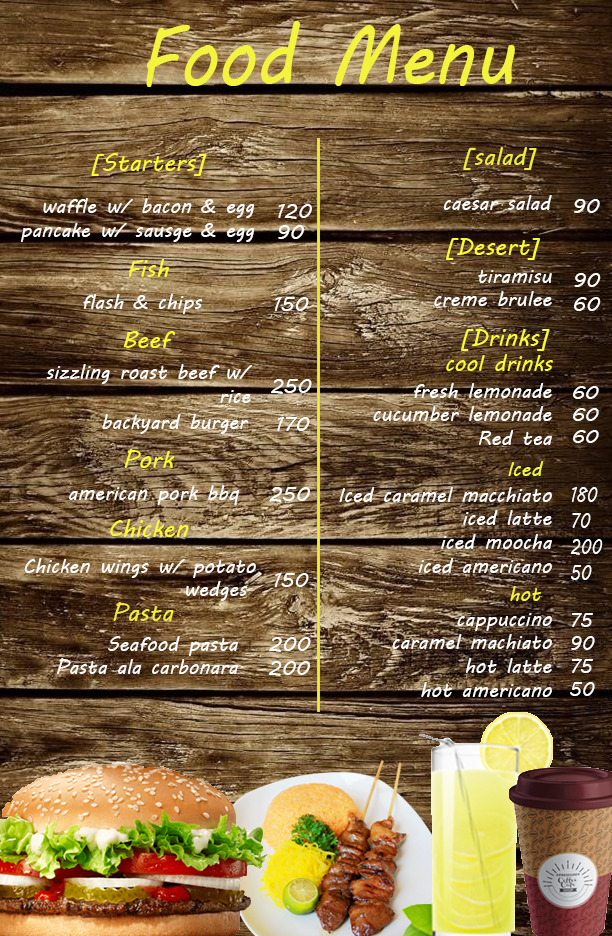 Food Menu
[Starters]
waffle w/ bacon & egg 120
pancake w/ sausge & egg 90
Fish
flash & chips 150
Beef
sizzling roast beef w/
rice 250
backyard burger 170
Pork
american pork bbq 250
Chicken
Chicken wings w/ potato
wedges 150
Pasta
Seafood pasta 200
Pasta ala carbonara 200
[salad]
caesar salad 90
[Desert]
tiramisu 90
creme brulee 60
[Drinks]
cool drinks
fresh lemonade 60
cucumber lemonade 60
Red tea 60
Iced
Iced caramel macchiato 180
iced latte 70
iced moocha 200
iced americano 50
hot
cappuccino 75
caramel machiato 90
hot latte 75
hot americano 50
Coffee